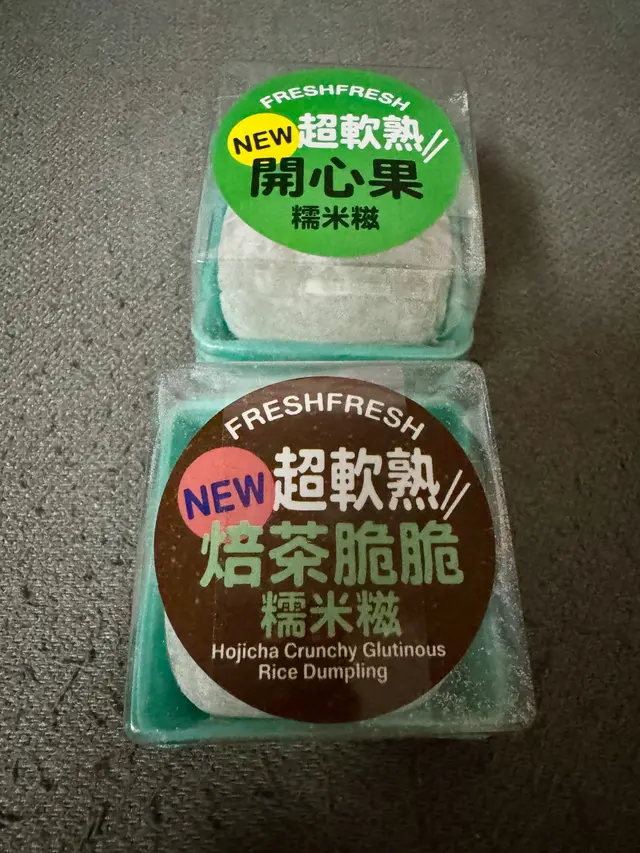 FRESHFRESH
NEW 超軟熟
開心果
糯米糍
FRESHFRESH
NEW 超軟熟
焙茶脆脆
糯米糍
Hojicha Crunchy Glutinous
Rice Dumpling